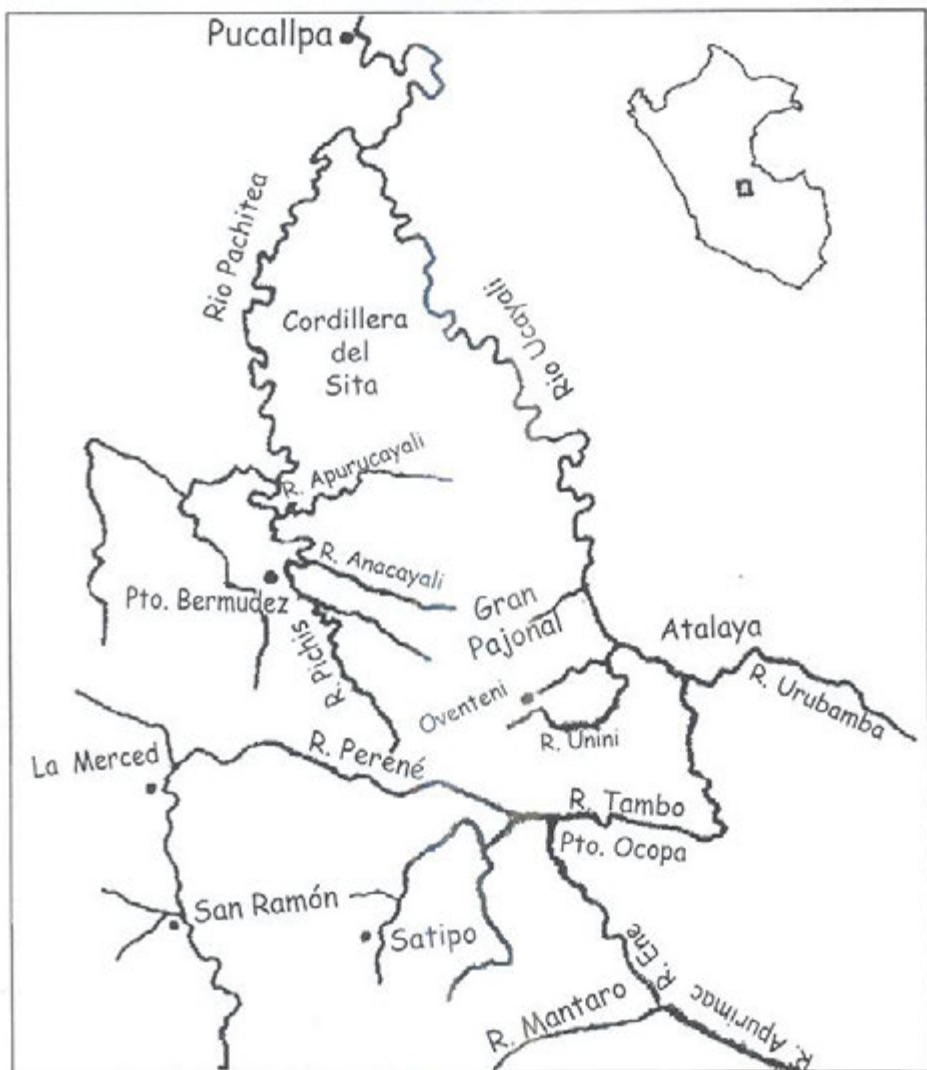 Pucallpa
Rio Pachitea
Rio Ucayali
Cordillera
del
Sita
R. Apurucayali
R. Anacayali
Pto. Bermudez
R. Pichis
Gran
Pajonal
Atalaya
R. Urubamba
Oventeni
R. Unini
La Merced
R. Perené
R. Tambo
Pto. Ocopa
San Ramón
Satipo
R. Ene
R. Mantaro
R. Apurimac